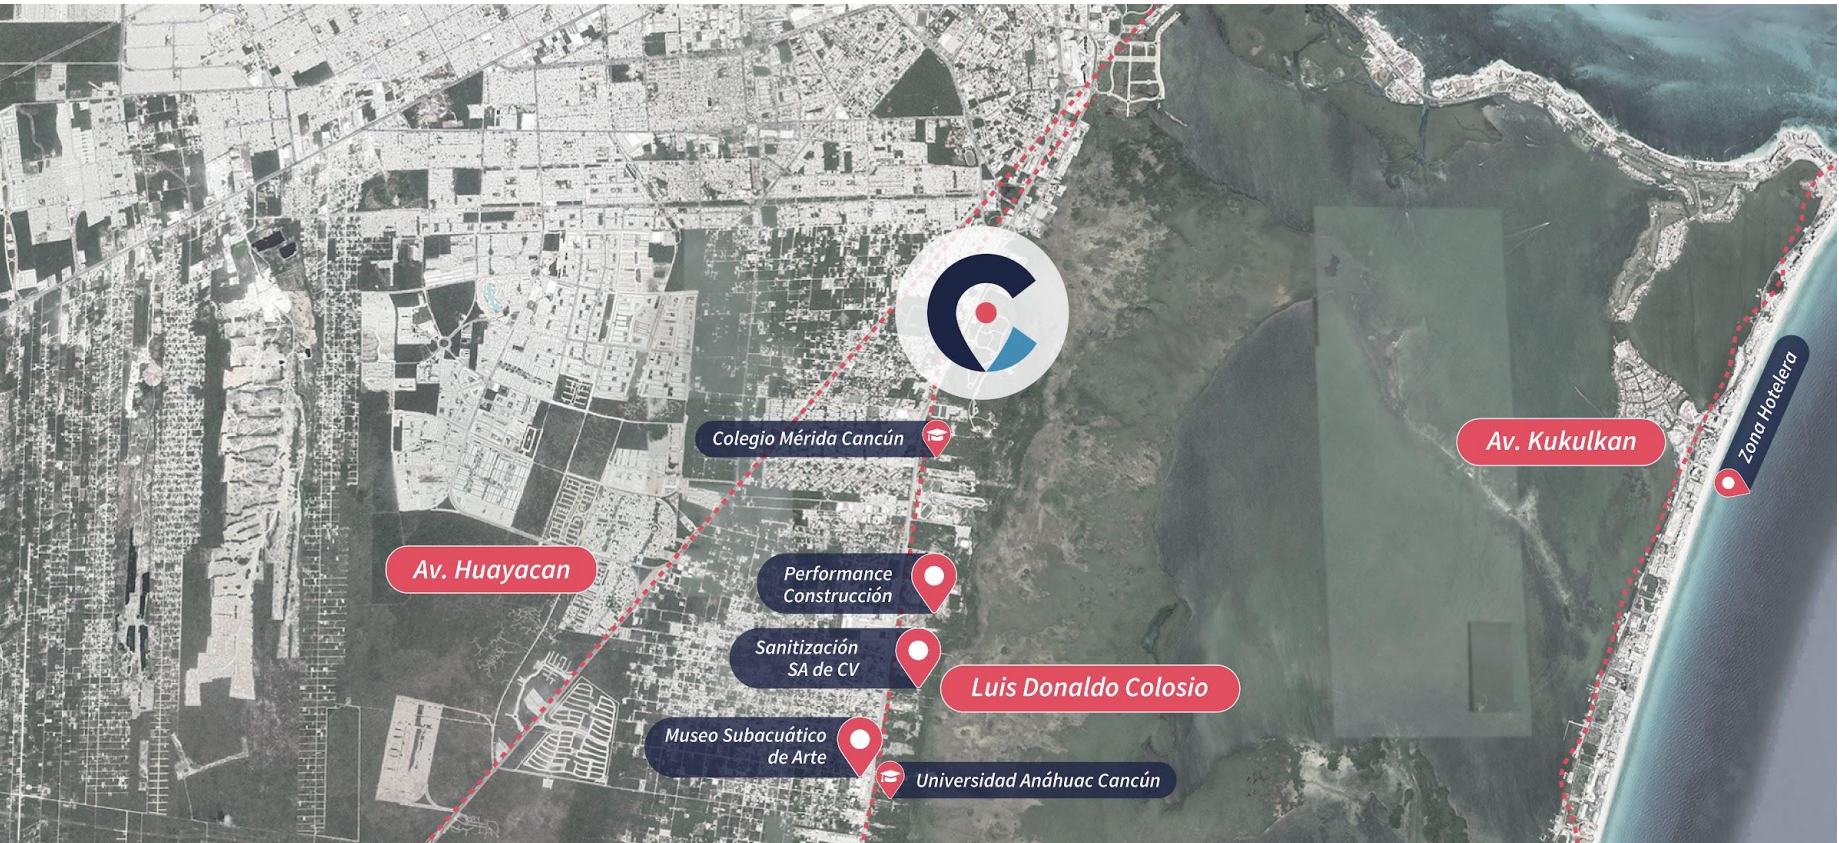 Colegio Mérida Cancún
Av. Kukulkan
Zona Hotelera
Av. Huayacan
Performance
Construcción
Sanitización
SA de CV
Luis Donaldo Colosio
Museo Subacuático
de Arte
Universidad Anáhuac Cancún